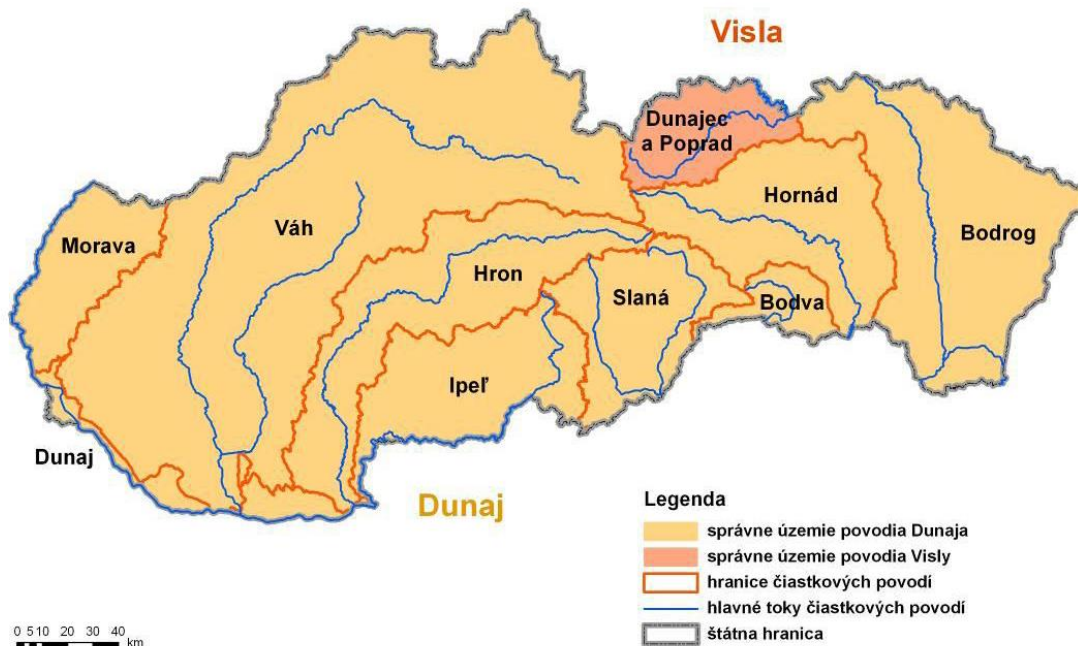 Visla
Dunajec
a Poprad
Hornád
Bodrog
Váh
Morava
Hron
Slaná
Bodva
Ipeľ
Dunaj
Dunaj
Legenda
správne územie povodia Dunaja
správne územie povodia Visly
hranice čiastkových povodí
hlavné toky čiastkových povodí
štátna hranica
0 5 10 20 30 40
km